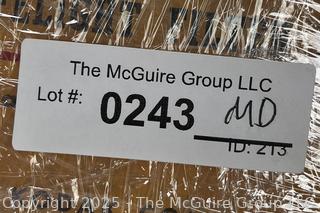 The McGuire Group LLC
Lot #: 0243 MD
ID: 213
Copyright 2025 - The McGuire Group LLC